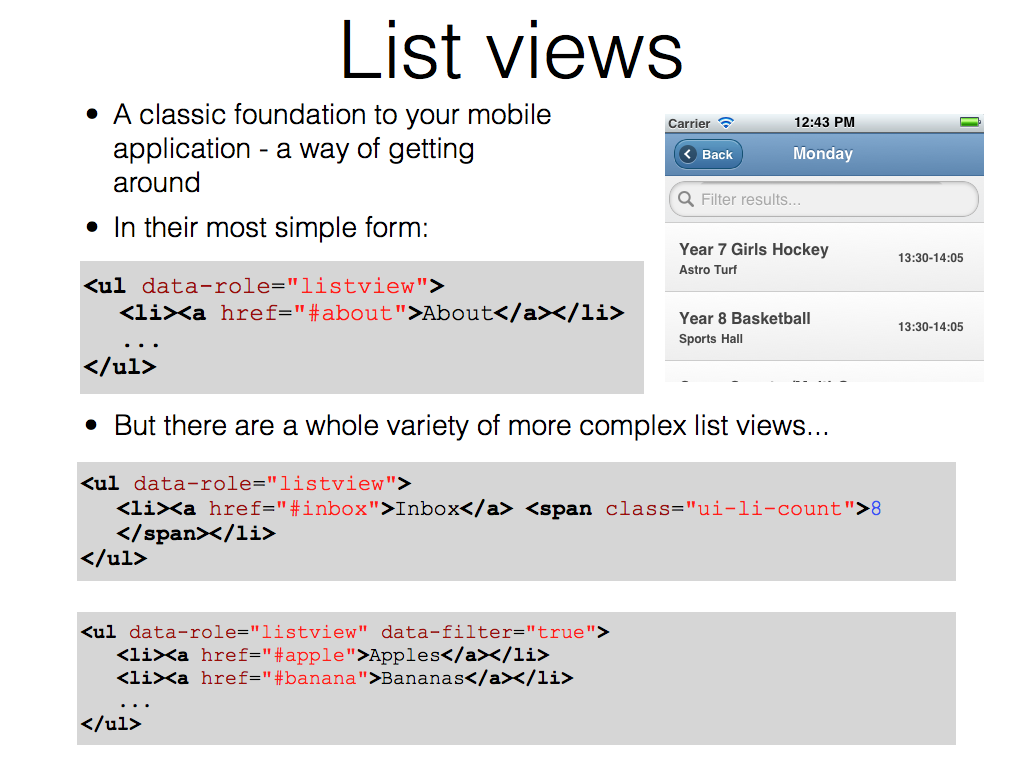 List views
• A classic foundation to your mobile
application - a way of getting
around
• In their most simple form:
<ul data-role="listview">
<li><a href="#about">About</a></li>
...
</ul>
Carrier 12:43 PM
Back Monday
Filter results...
Year 7 Girls Hockey 13:30-14:05
Astro Turf
Year 8 Basketball 13:30-14:05
Sports Hall
• But there are a whole variety of more complex list views...
<ul data-role="listview">
<li><a href="#inbox">Inbox</a> <span class="ui-li-count">8
</span></li>
</ul>
<ul data-role="listview" data-filter="true">
<li><a href="#apple">Apples</a></li>
<li><a href="#banana">Bananas</a></li>
...
</ul>